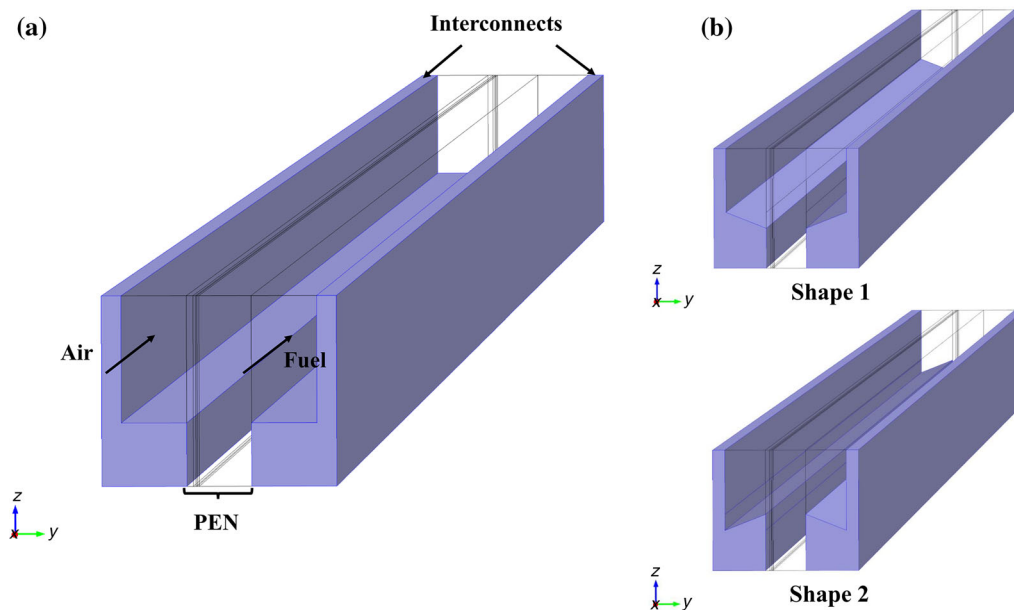 (a)
Interconnects
Air
Fuel
PEN
z
y
x
(b)
z
y
x
Shape 1
z
y
x
Shape 2